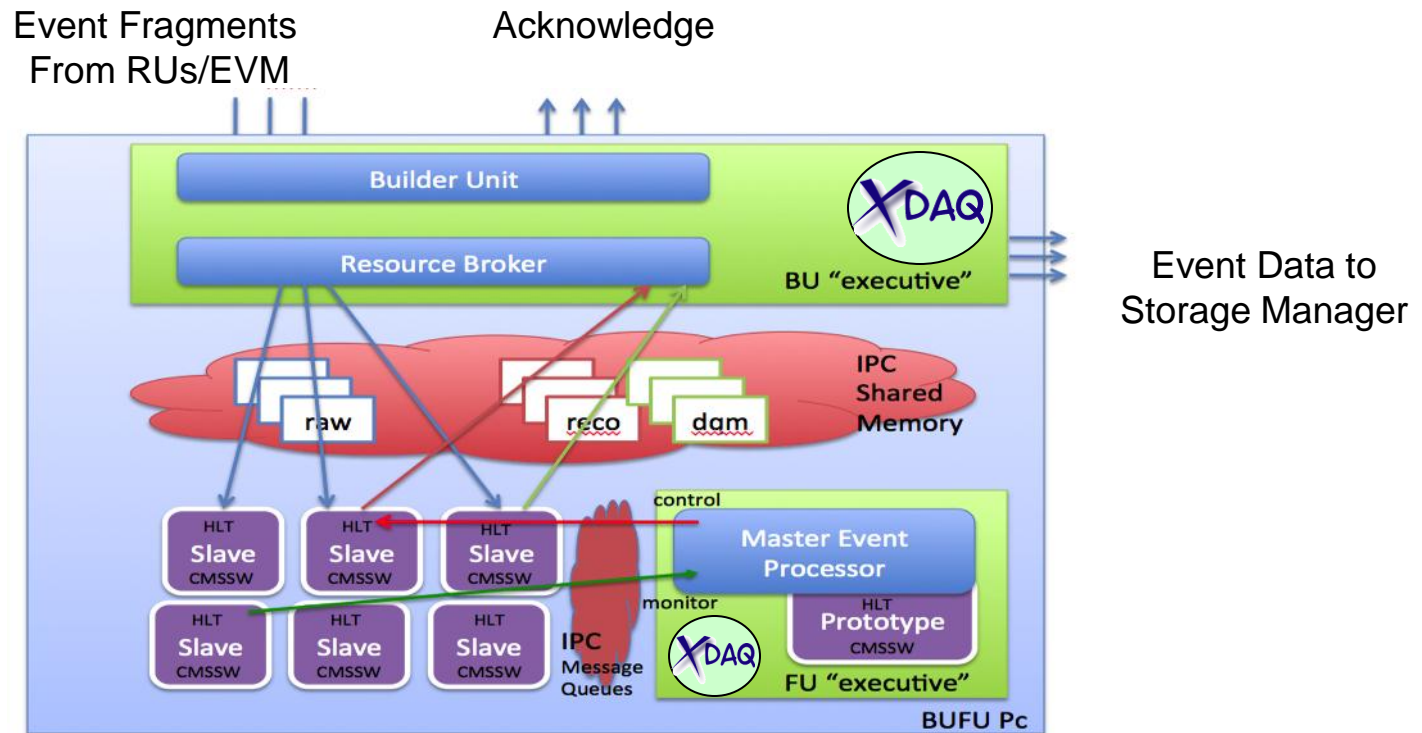 Event Fragments
From RUs/EVM
Acknowledge
Builder Unit
XDAQ
Resource Broker
BU “executive”
Event Data to
Storage Manager
IPC
Shared
Memory
raw
reco
dqm
control
HLT
Slave
CMSSW
HLT
Slave
CMSSW
HLT
Slave
CMSSW
Master Event
Processor
monitor
HLT
Slave
CMSSW
HLT
Slave
CMSSW
HLT
Slave
CMSSW
IPC
Message
Queues
XDAQ
HLT
Prototype
CMSSW
FU “executive”
BUFU Pc